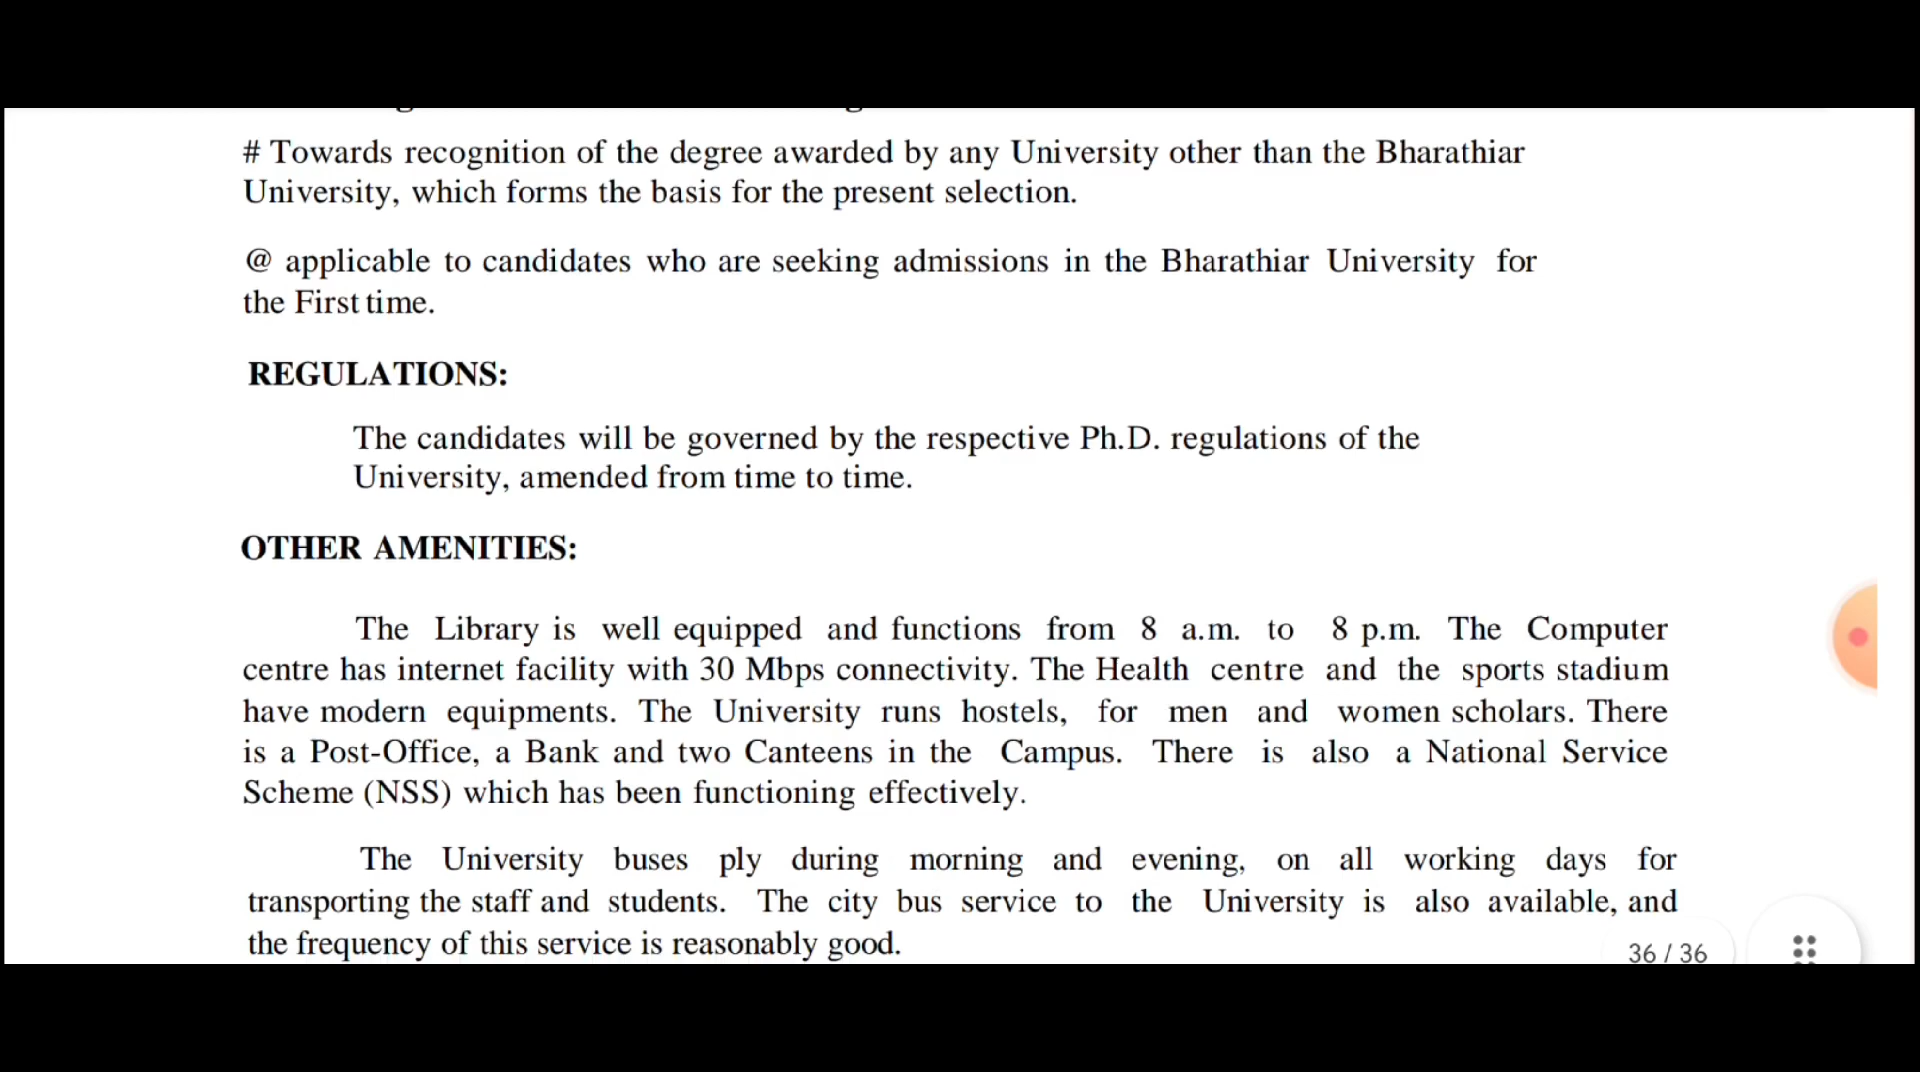 # Towards recognition of the degree awarded by any University other than the Bharathiar
University, which forms the basis for the present selection.
@ applicable to candidates who are seeking admissions in the Bharathiar University for
the First time.
REGULATIONS:
The candidates will be governed by the respective Ph.D. regulations of the
University, amended from time to time.
OTHER AMENITIES:
The Library is well equipped and functions from 8 a.m. to 8 p.m. The Computer
centre has internet facility with 30 Mbps connectivity. The Health centre and the sports stadium
have modern equipments. The University runs hostels, for men and women scholars. There
is a Post-Office, a Bank and two Canteens in the Campus. There is also a National Service
Scheme (NSS) which has been functioning effectively.
The University buses ply during morning and evening, on all working days for
transporting the staff and students. The city bus service to the University is also available, and
the frequency of this service is reasonably good.
36 / 36